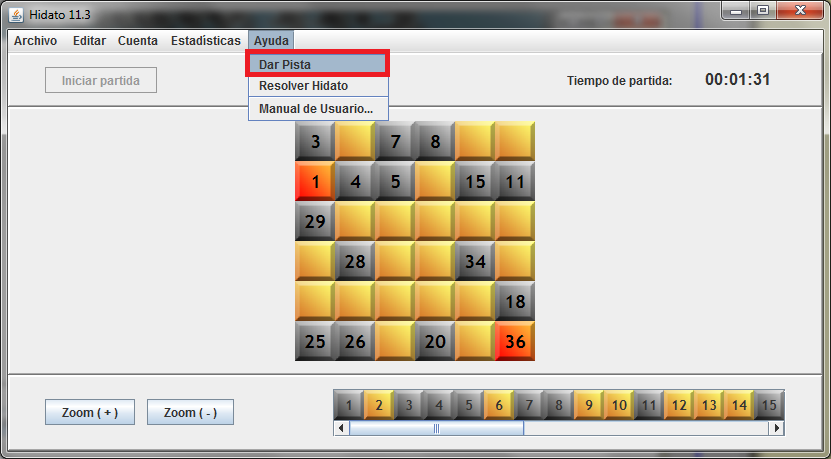 Hidato 11.3
Archivo Editar Cuenta Estadísticas Ayuda
Dar Pista
Resolver Hidato
Manual de Usuario...
Iniciar partida
Tiempo de partida: 00:01:31
3 7 8
1 4 5 15 11
29
28 34
18
25 26 20 36
Zoom ( + ) Zoom ( - )
1 2 3 4 5 6 7 8 9 10 11 12 13 14 15